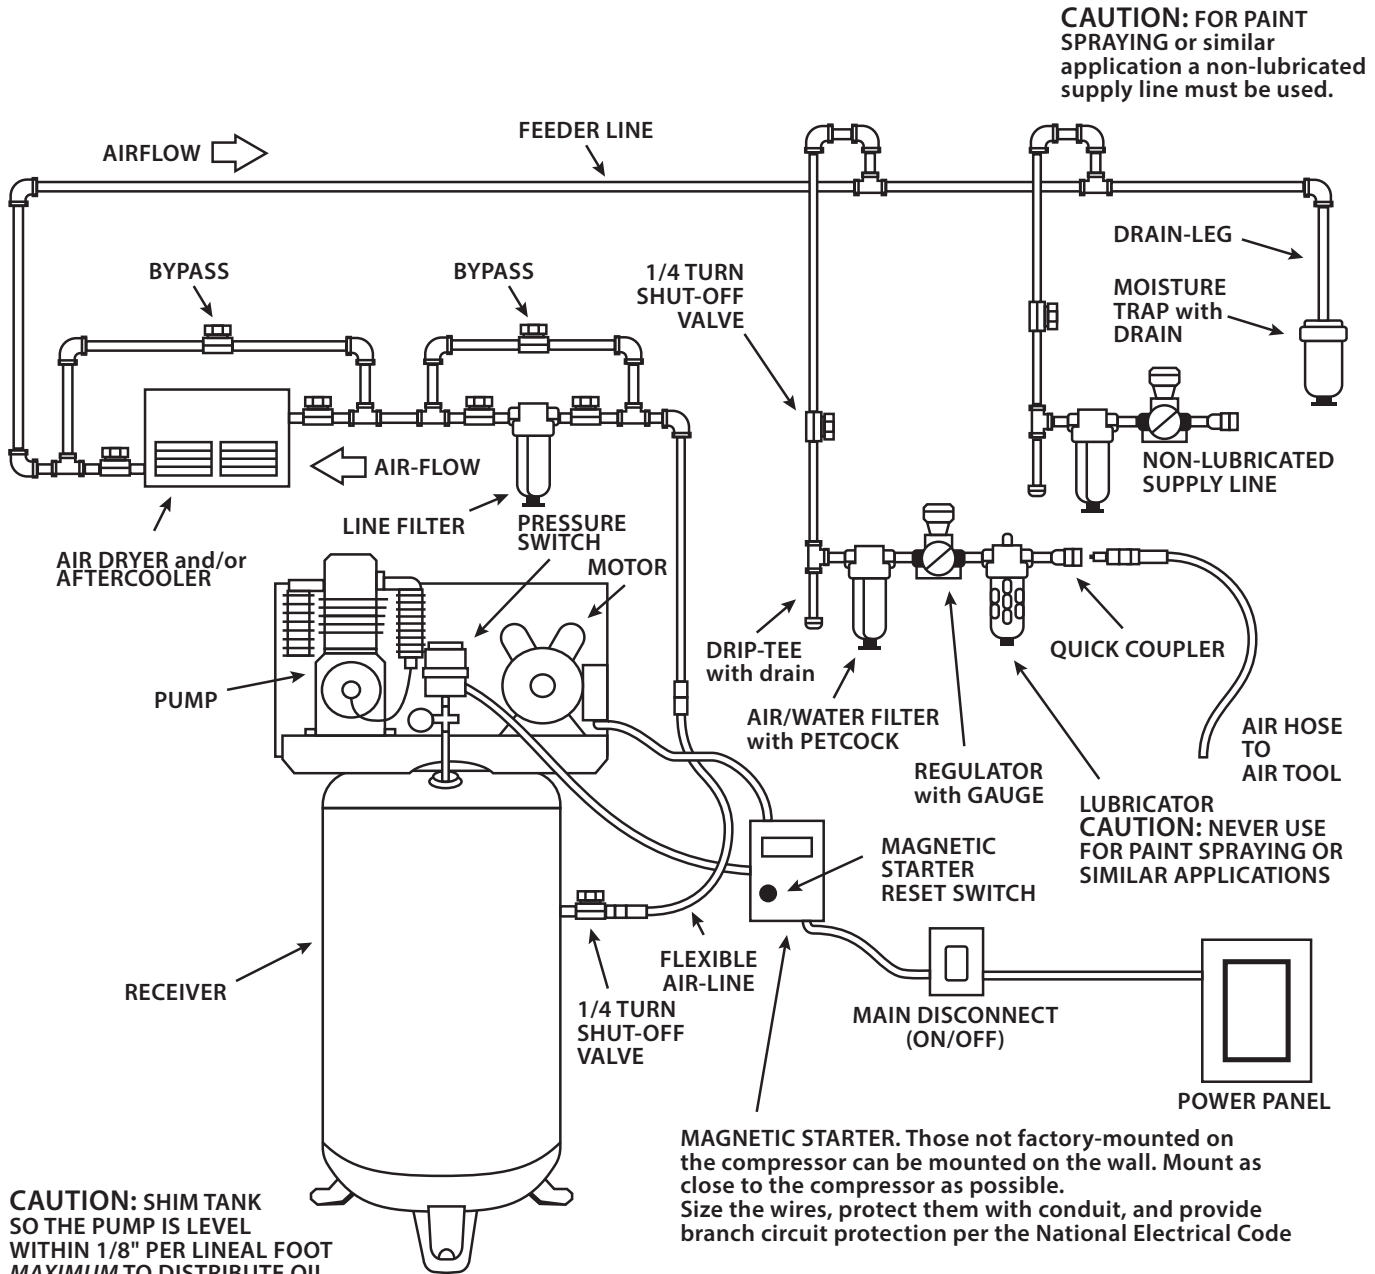 CAUTION: FOR PAINT
SPRAYING or similar
application a non-lubricated
supply line must be used.
FEEDER LINE
AIRFLOW
DRAIN-LEG
BYPASS
BYPASS
1/4 TURN
SHUT-OFF
VALVE
MOISTURE
TRAP with
DRAIN
AIR-FLOW
NON-LUBRICATED
SUPPLY LINE
LINE FILTER
PRESSURE
SWITCH
AIR DRYER and/or
AFTERCOOLER
MOTOR
DRIP-TEE
with drain
QUICK COUPLER
PUMP
AIR/WATER FILTER
with PETCOCK
AIR HOSE
TO
AIR TOOL
REGULATOR
with GAUGE
LUBRICATOR
CAUTION: NEVER USE
FOR PAINT SPRAYING OR
SIMILAR APPLICATIONS
MAGNETIC
STARTER
RESET SWITCH
FLEXIBLE
AIR-LINE
RECEIVER
1/4 TURN
SHUT-OFF
VALVE
MAIN DISCONNECT
(ON/OFF)
POWER PANEL
MAGNETIC STARTER. Those not factory-mounted on
the compressor can be mounted on the wall. Mount as
close to the compressor as possible.
Size the wires, protect them with conduit, and provide
branch circuit protection per the National Electrical Code
CAUTION: SHIM TANK
SO THE PUMP IS LEVEL
WITHIN 1/8" PER LINEAL FOOT
MAXIMUM TO DISTRIBUTE OIL